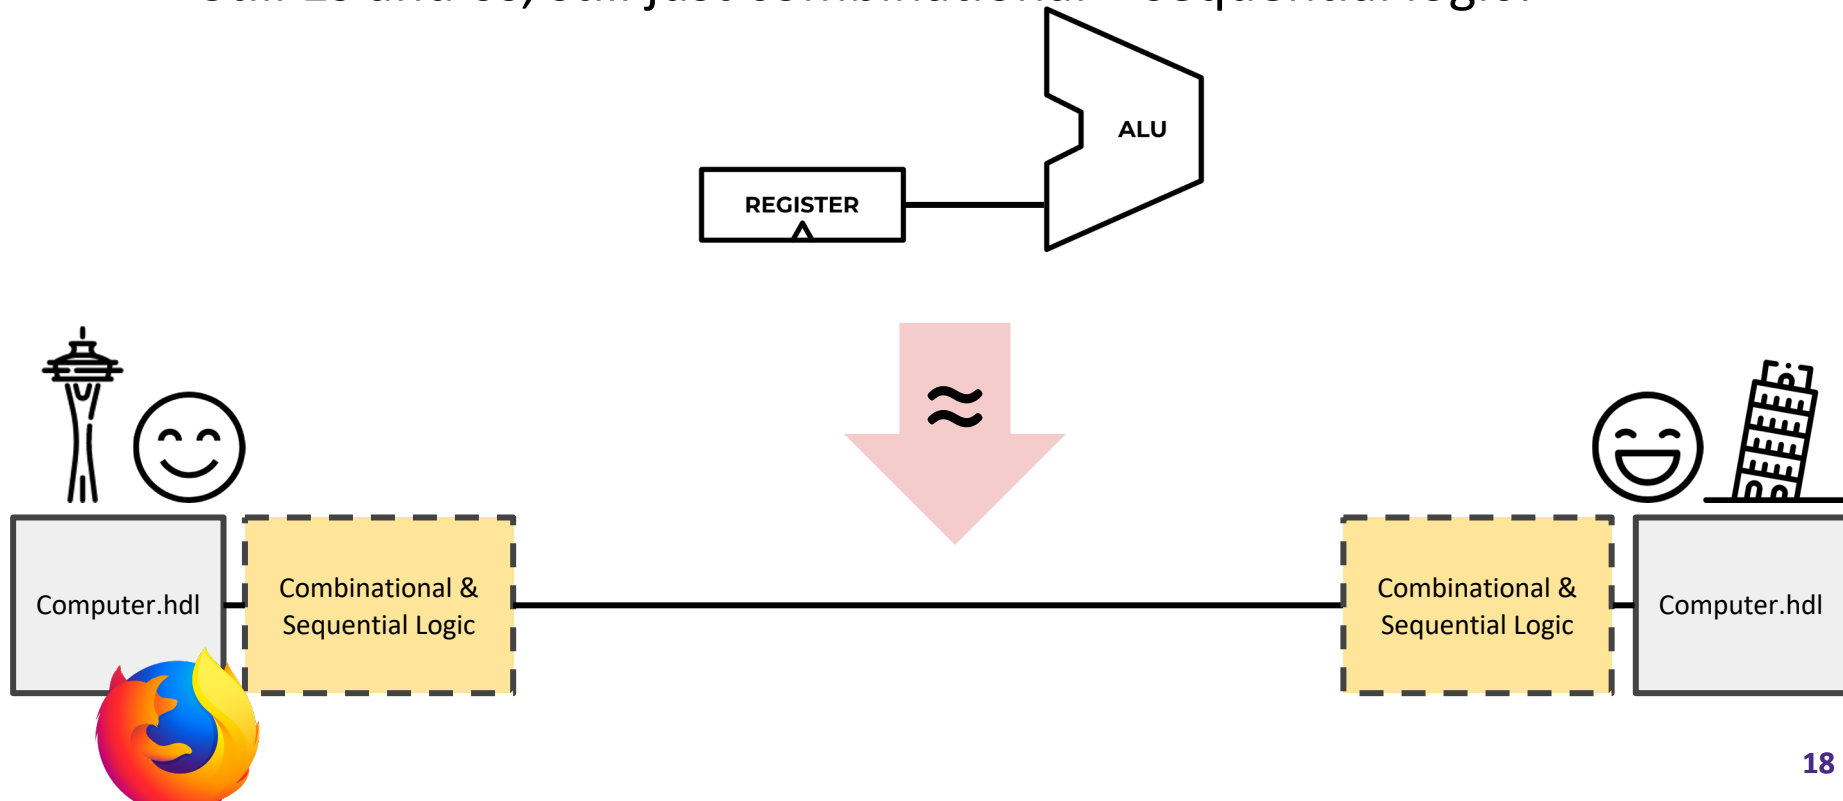 ALU
REGISTER
≈
Computer.hdl
Combinational &
Sequential Logic
Combinational &
Sequential Logic
Computer.hdl
18